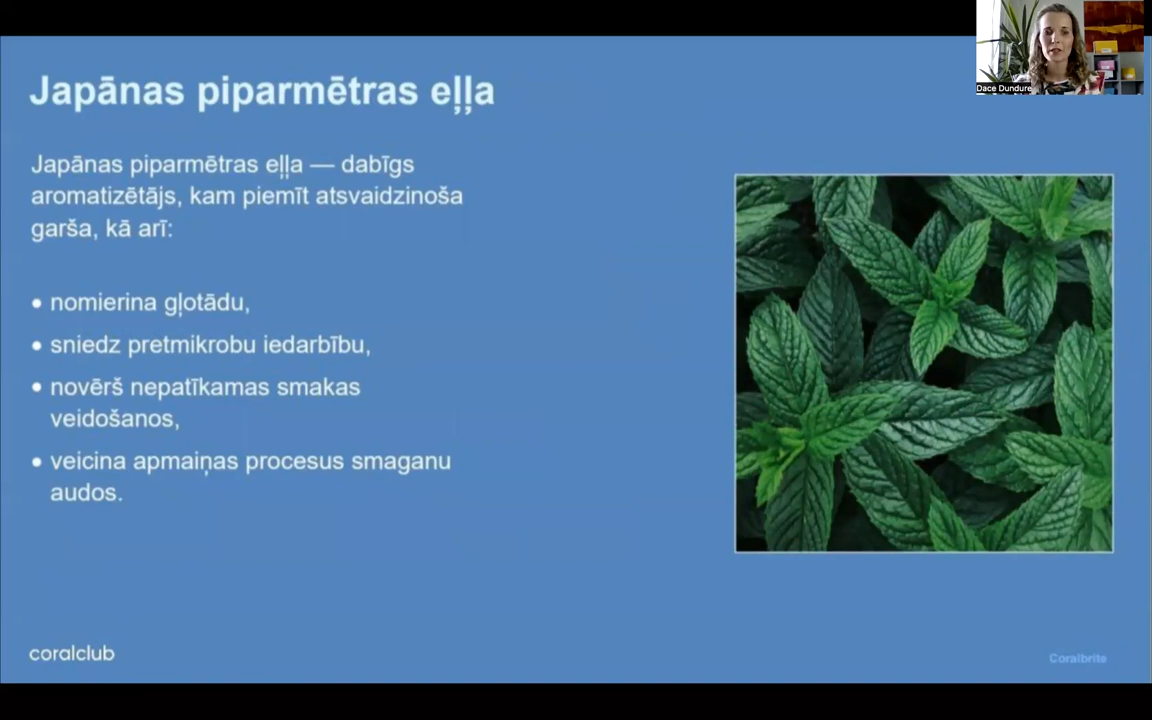 Japānas piparmētras eļļa
Japānas piparmētras eļļa — dabīgs
aromatizētājs, kam piemīt atsvaidzinoša
garša, kā arī:
• nomierina gļotādu,
• sniedz pretmikrobu iedarbību,
• novērš nepatīkamas smakas
veidošanos,
• veicina apmaiņas procesus smaganu
audos.
coralclub
Coralbrite
Dace Dundure